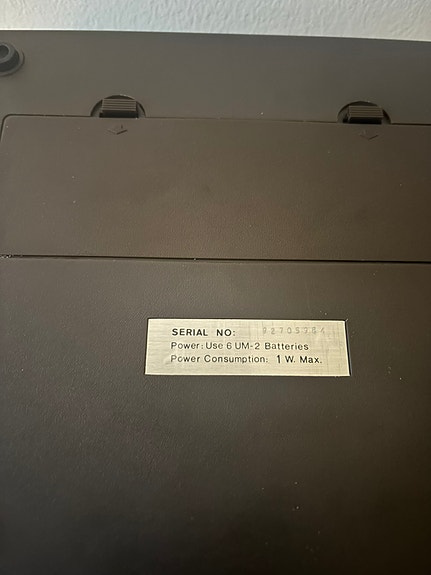 SERIAL NO:
Power: Use 6 UM-2 Batteries
Power Consumption: 1 W. Max.